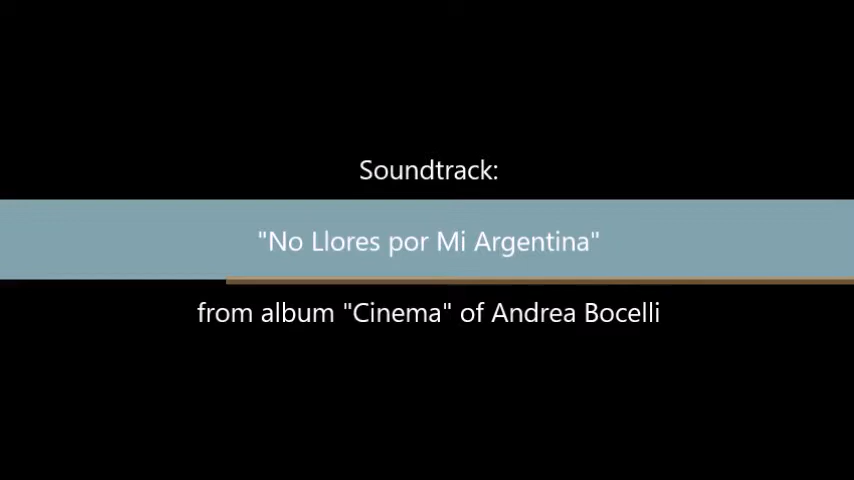 Soundtrack:
"No Llores por Mi Argentina"
from album "Cinema" of Andrea Bocelli